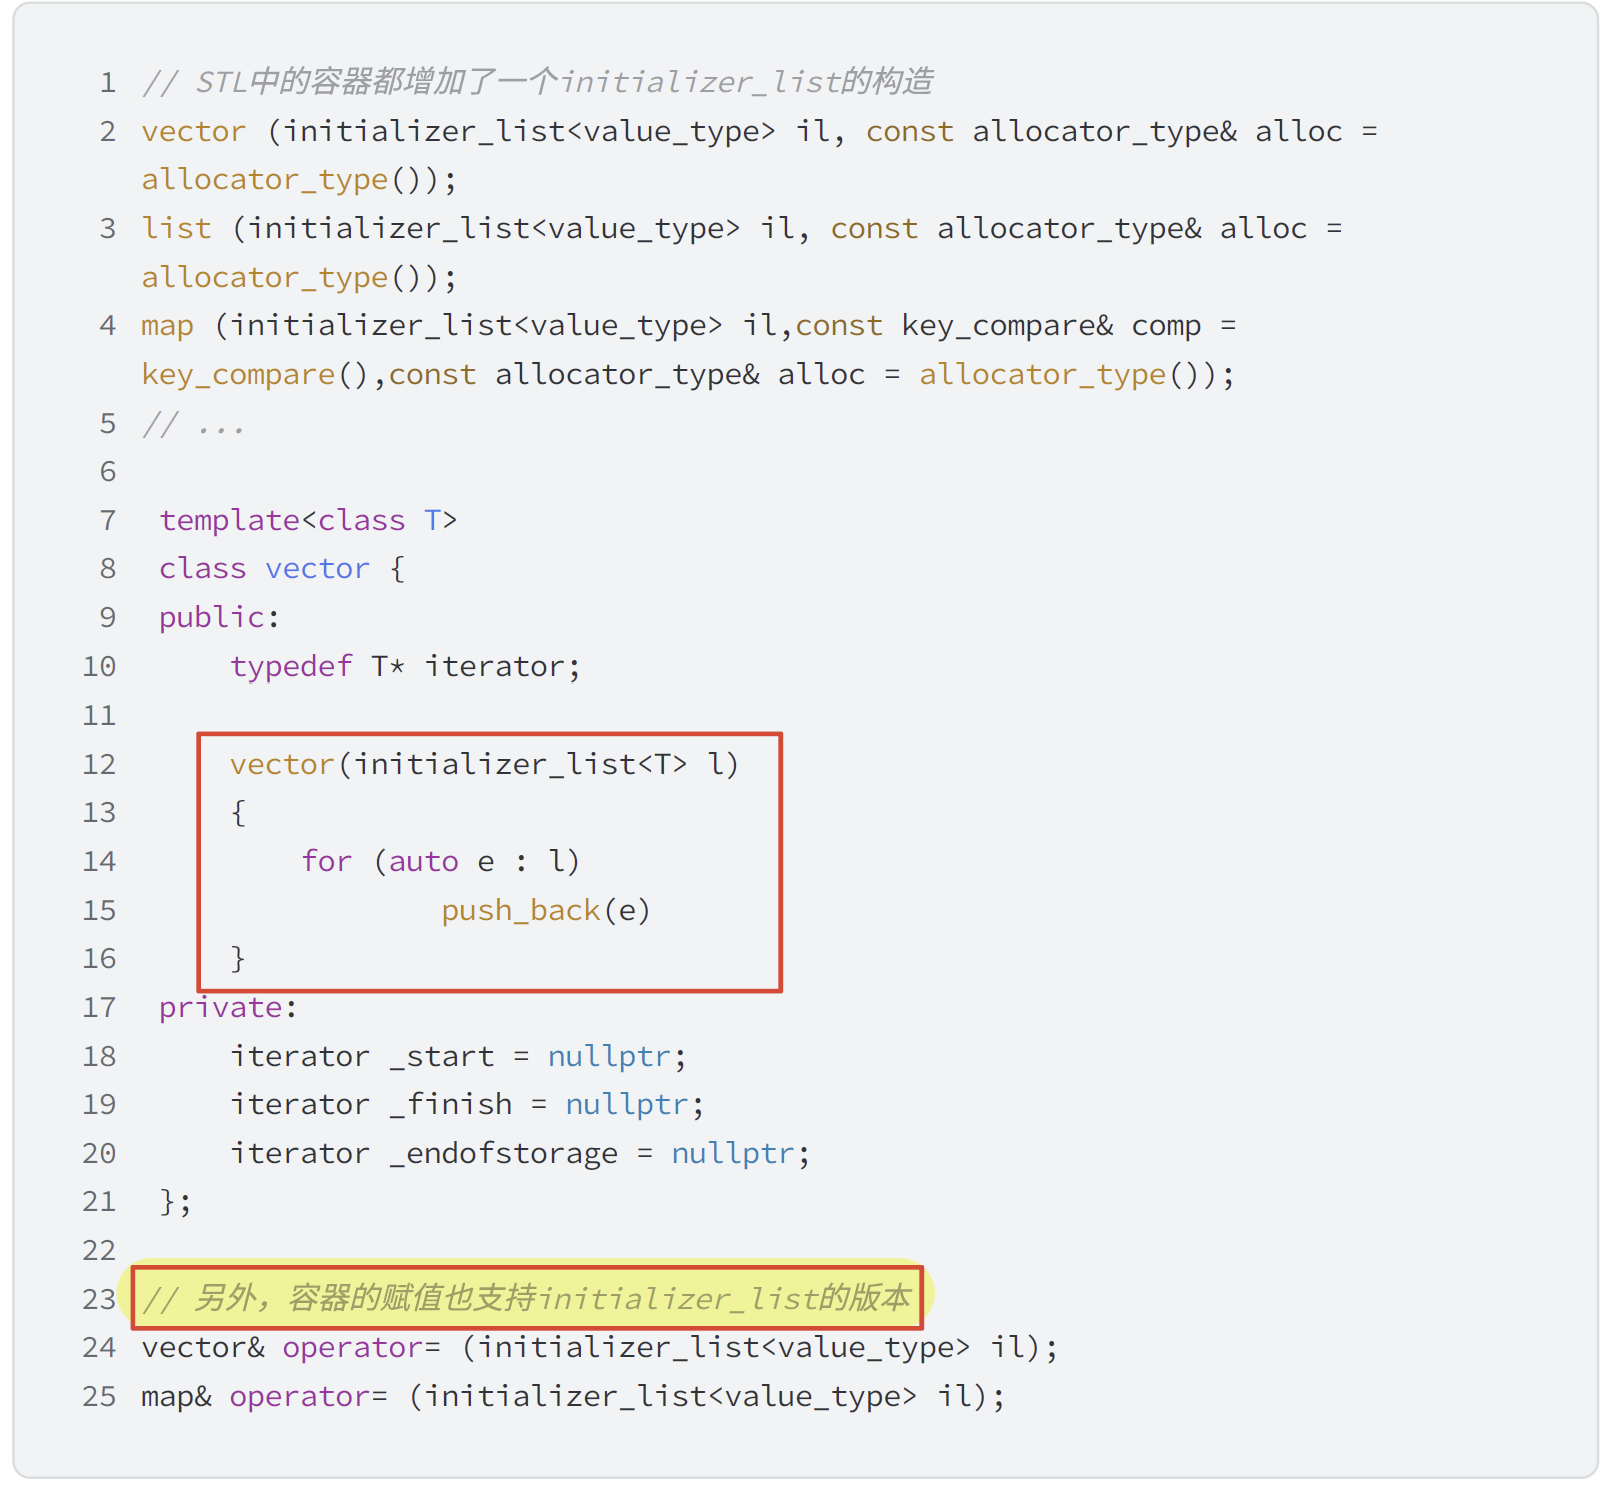 1 // STL中的容器都增加了一个initializer_list的构造
2 vector (initializer_list<value_type> il, const allocator_type& alloc =
allocator_type());
3 list (initializer_list<value_type> il, const allocator_type& alloc =
allocator_type());
4 map (initializer_list<value_type> il,const key_compare& comp =
key_compare(),const allocator_type& alloc = allocator_type());
5 // ...
6
7 template<class T>
8 class vector {
9 public:
10 typedef T* iterator;
11
12 vector(initializer_list<T> l)
13 {
14 for (auto e : l)
15 push_back(e)
16 }
17 private:
18 iterator _start = nullptr;
19 iterator _finish = nullptr;
20 iterator _endofstorage = nullptr;
21 };
22
23 // 另外，容器的赋值也支持initializer_list的版本
24 vector& operator= (initializer_list<value_type> il);
25 map& operator= (initializer_list<value_type> il);